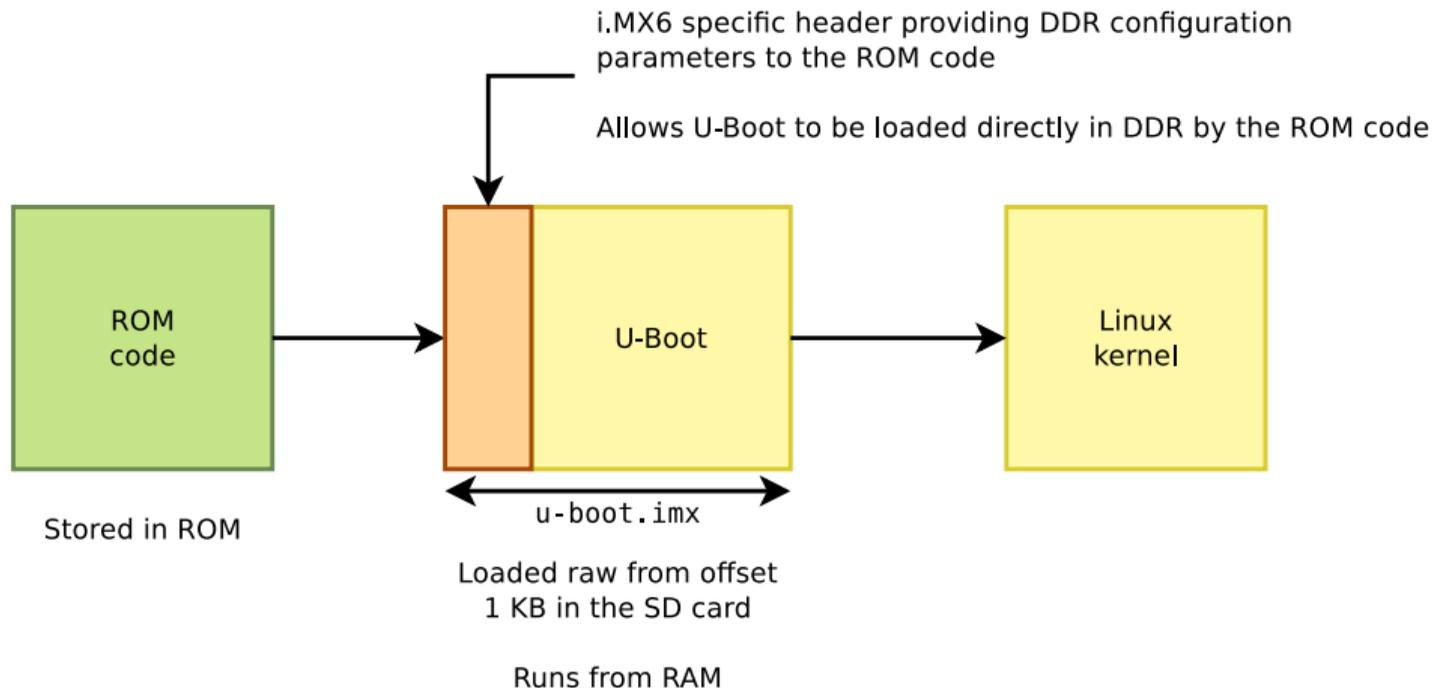 i.MX6 specific header providing DDR configuration
parameters to the ROM code
Allows U-Boot to be loaded directly in DDR by the ROM code
ROM
code
U-Boot
Linux
kernel
Stored in ROM
u-boot.imx
Loaded raw from offset
1 KB in the SD card
Runs from RAM